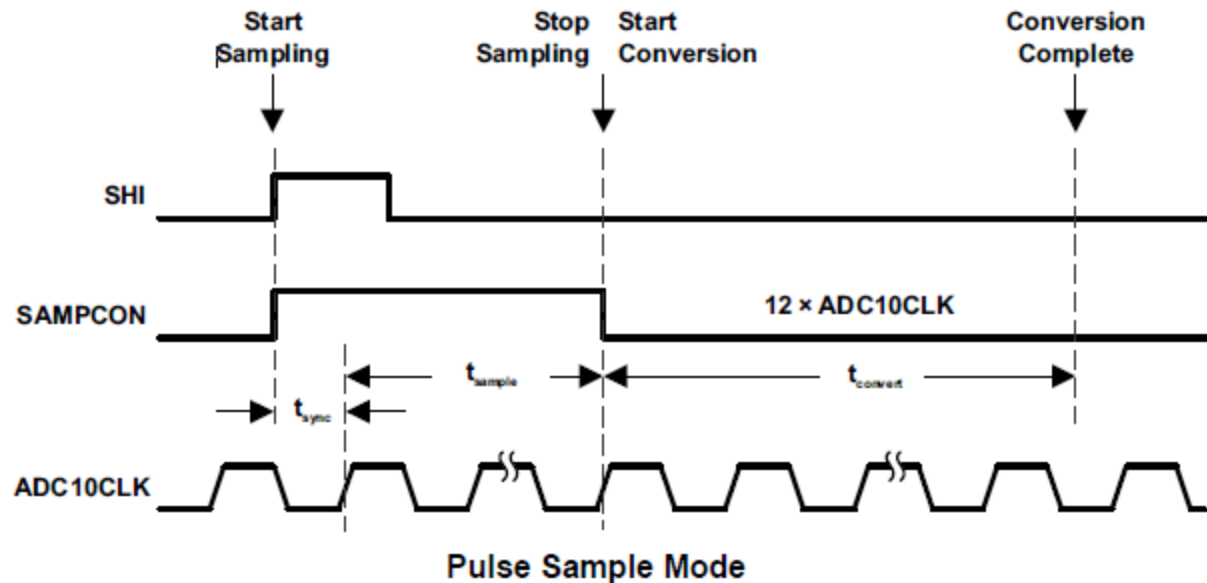 Start
Sampling
Stop
Sampling
Start
Conversion
Conversion
Complete
SHI
SAMPCON
12 × ADC10CLK
tsample
tconvert
tsync
ADC10CLK
Pulse Sample Mode